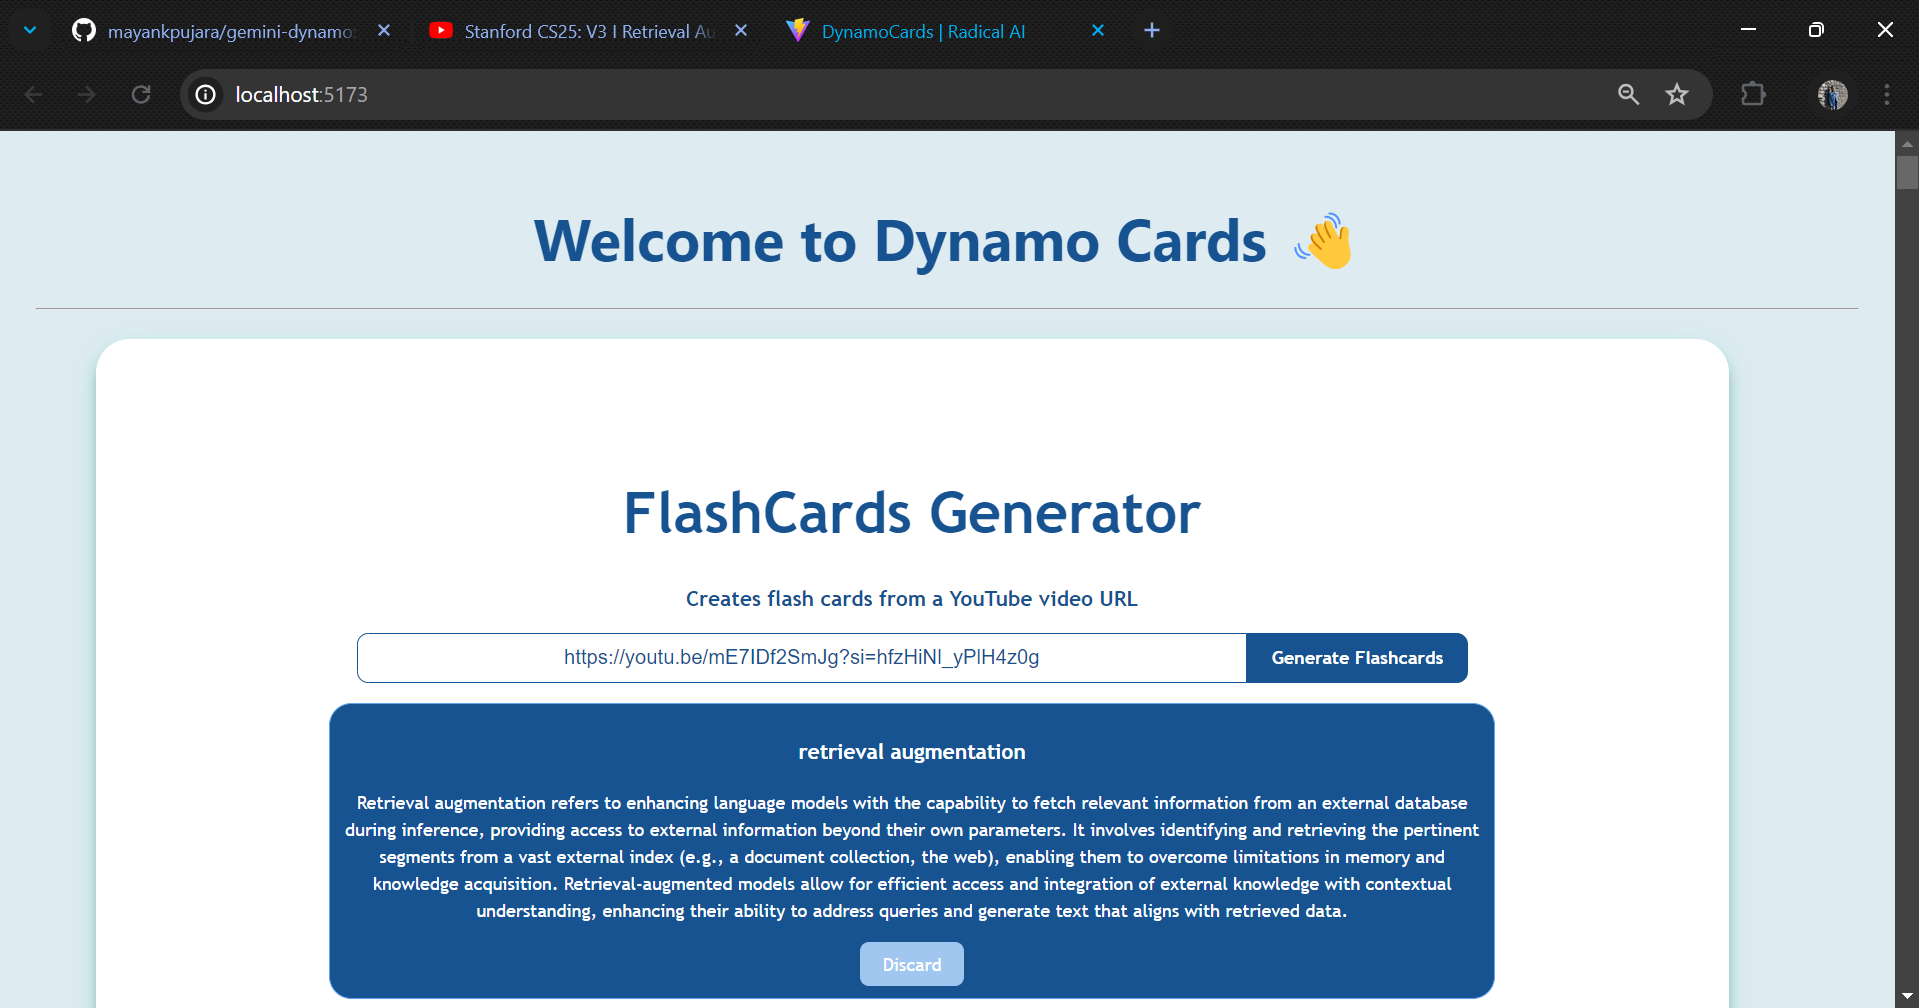 mayankpujara/gemini-dynamo
Stanford CS25: V3 I Retrieval Au
DynamoCards | Radical AI
localhost:5173
Welcome to Dynamo Cards 👋
FlashCards Generator
Creates flash cards from a YouTube video URL
https://youtu.be/mE7IDf2SmJg?si=hfzHiNI_yPlH4z0g
Generate Flashcards
retrieval augmentation
Retrieval augmentation refers to enhancing language models with the capability to fetch relevant information from an external database
during inference, providing access to external information beyond their own parameters. It involves identifying and retrieving the pertinent
segments from a vast external index (e.g., a document collection, the web), enabling them to overcome limitations in memory and
knowledge acquisition. Retrieval-augmented models allow for efficient access and integration of external knowledge with contextual
understanding, enhancing their ability to address queries and generate text that aligns with retrieved data.
Discard